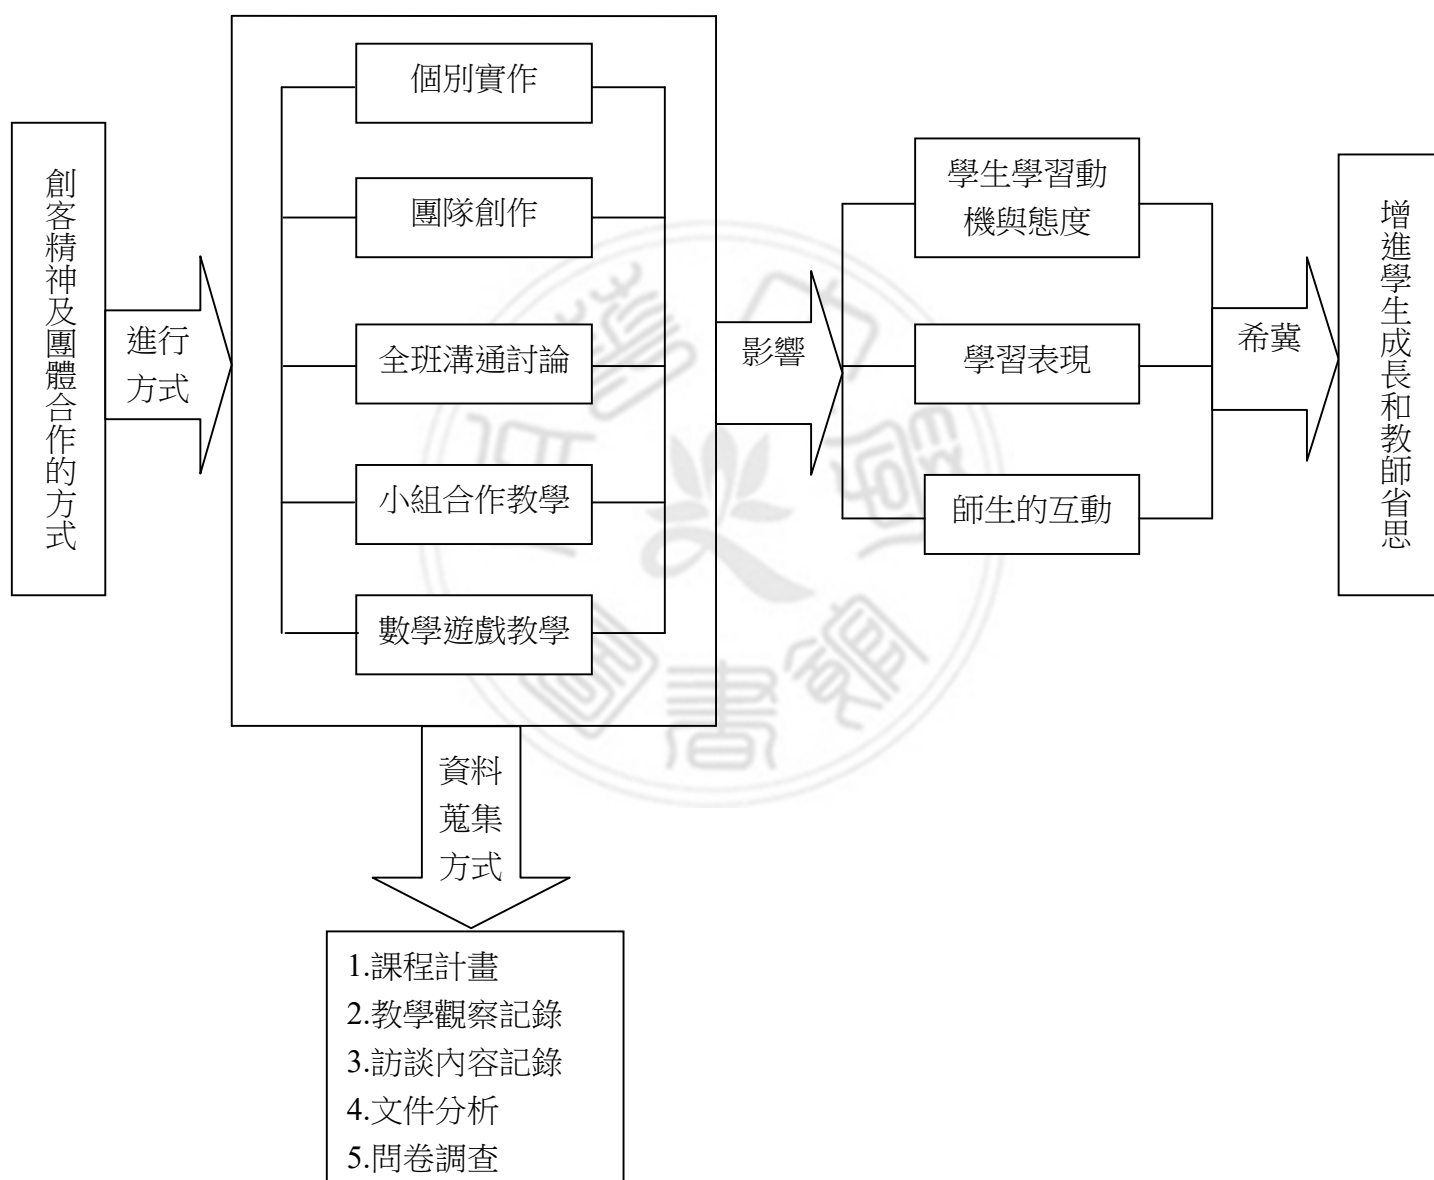 創客精神及團體合作的方式
進行
方式
個別實作
團隊創作
全班溝通討論
小組合作教學
數學遊戲教學
影響
學生學習動
機與態度
學習表現
師生的互動
希冀
增進學生成長和教師省思
資料
蒐集
方式
1.課程計畫
2.教學觀察記錄
3.訪談內容記錄
4.文件分析
5.問卷調查